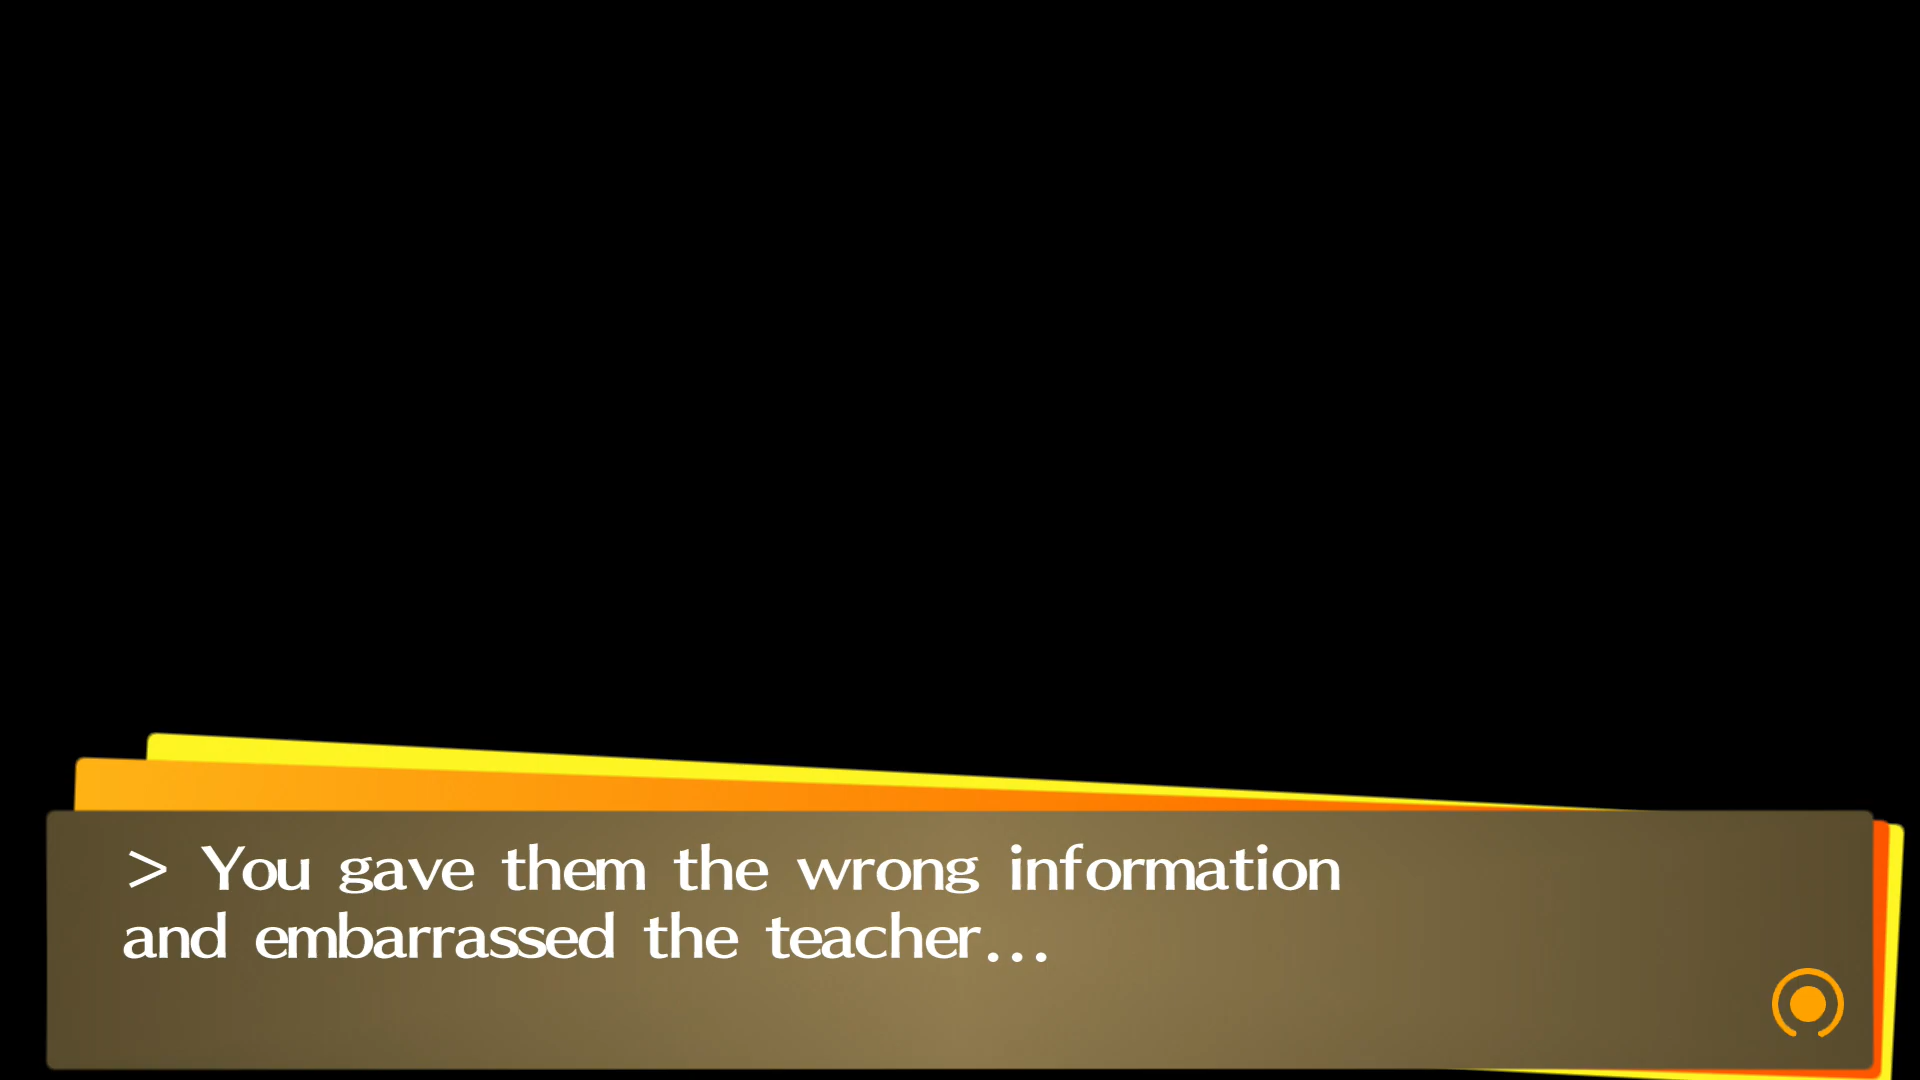 > You gave them the wrong information
and embarrassed the teacher...